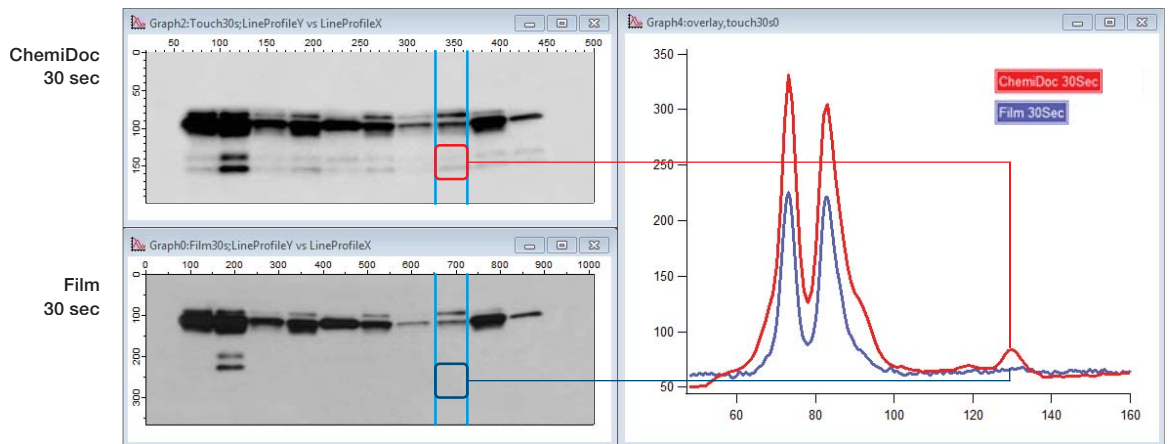 ChemiDoc
30 sec
Graph2:Touch30s;LineProfileY vs LineProfileX
50 100 150 200 250 300 350 400 450 500
0
50
100
150
Film
30 sec
Graph0:Film30s;LineProfileY vs LineProfileX
0 100 200 300 400 500 600 700 800 900 1000
0
100
200
300
Graph4:overlay,touch30s0
350
300
250
200
150
100
50
60 80 100 120 140 160
ChemiDoc 30Sec
Film 30Sec